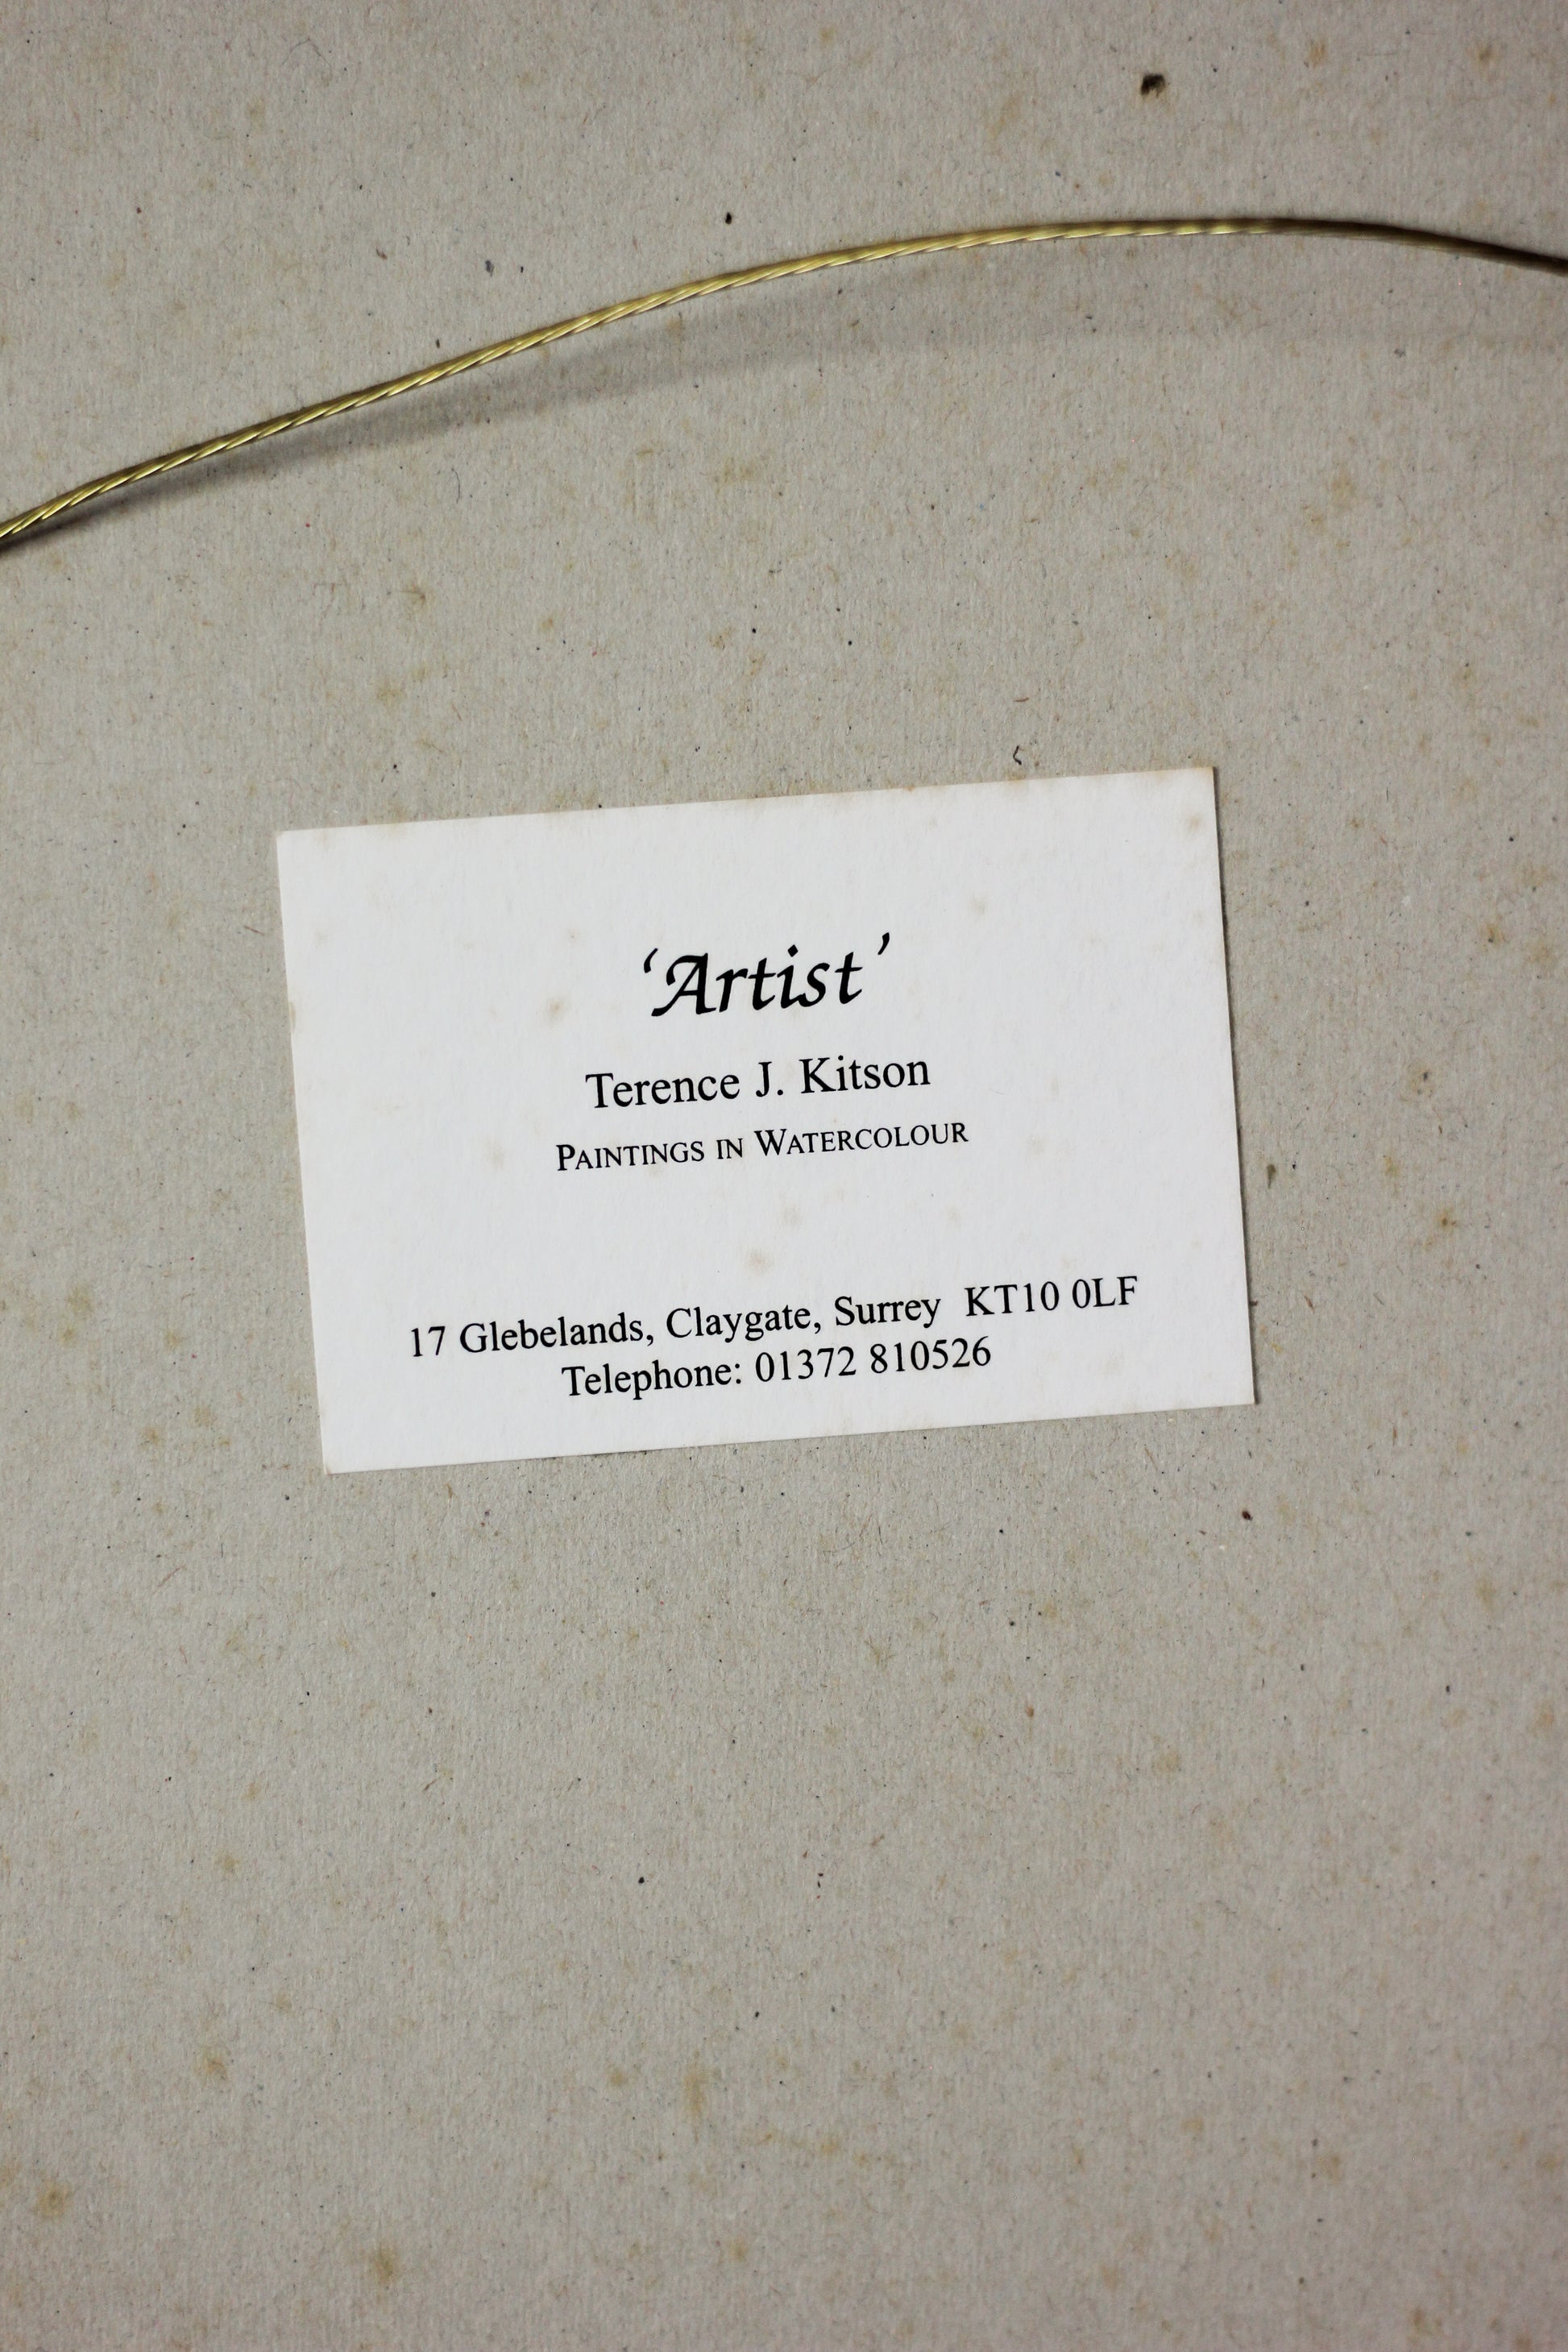 ‘Artist’
Terence J. Kitson
PAINTINGS IN WATERCOLOUR
17 Glebelands, Claygate, Surrey  KT10 0LF
Telephone: 01372 810526